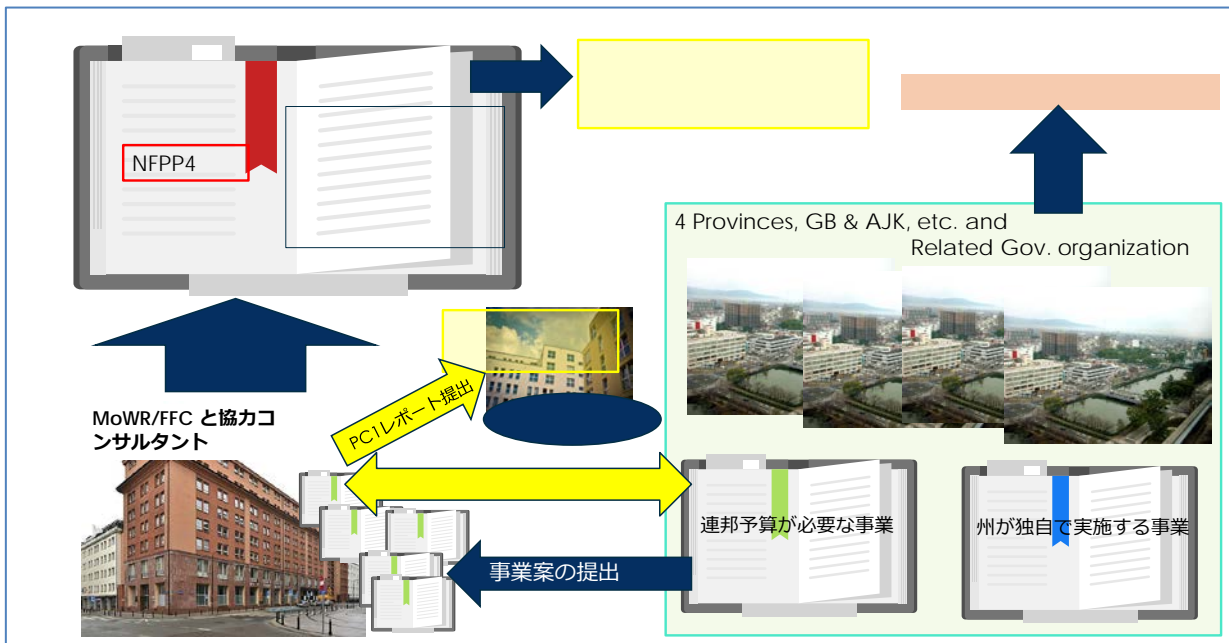 NFPP4
4 Provinces, GB & AJK, etc. and
Related Gov. organization
PC1レポート提出
MoWR/FFC と協力コ
ンサルタント
連邦予算が必要な事業
州が独自で実施する事業
事業案の提出